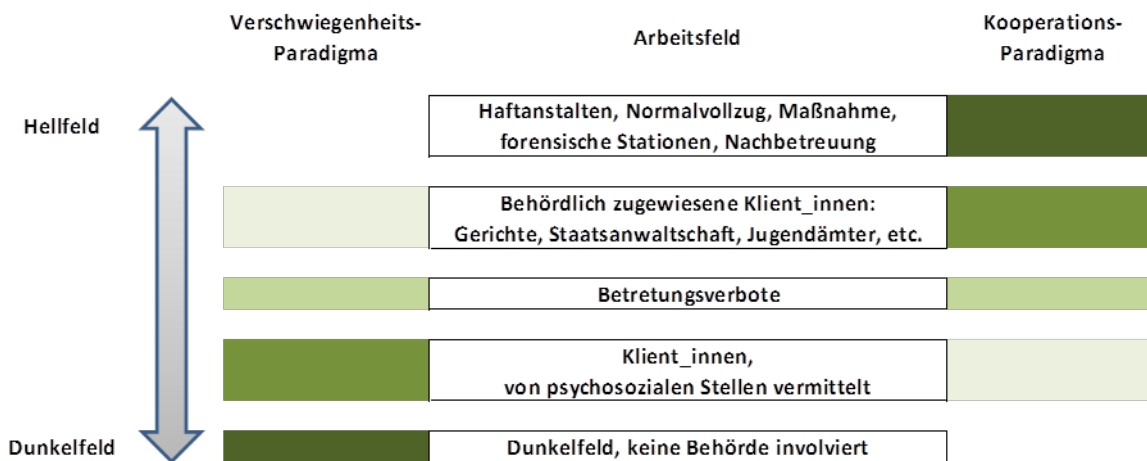 Verschwiegenheits-
Paradigma
Arbeitsfeld
Kooperations-
Paradigma
Hellfeld
Haftanstalten, Normalvollzug, Maßnahme,
forensische Stationen, Nachbetreuung
Behördlich zugewiesene Klient_innen:
Gerichte, Staatsanwaltschaft, Jugendämter, etc.
Betretungsverbote
Klient_innen,
von psychosozialen Stellen vermittelt
Dunkelfeld
Dunkelfeld, keine Behörde involviert